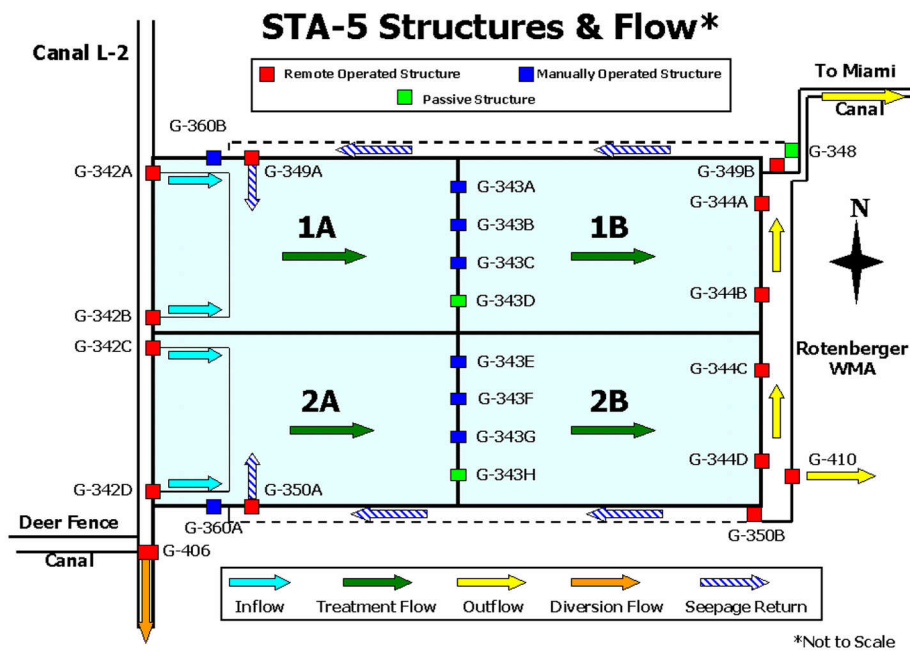 STA-5 Structures & Flow*
Canal L-2
Remote Operated Structure
Manually Operated Structure
Passive Structure
To Miami
Canal
G-360B
G-348
G-342A
G-349A
G-349B
G-343A
G-344A
1A
G-343B
1B
N
G-343C
G-343D
G-344B
G-342B
G-342C
Rotenberger
WMA
G-343E
G-344C
2A
G-343F
2B
G-343G
G-344D
G-410
G-343H
G-342D
G-350A
Deer Fence
Canal
G-360A
G-350B
G-406
Inflow
Treatment Flow
Outflow
Diversion Flow
Seepage Return
*Not to Scale